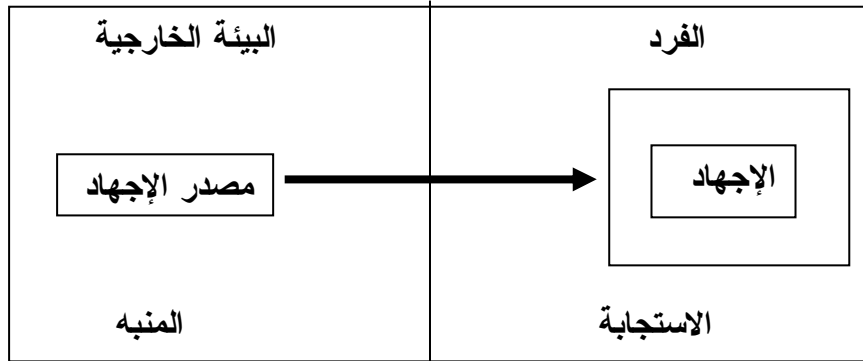 الفرد
البيئة الخارجية
الإجهاد
مصدر الإجهاد
الاستجابة
المنبه